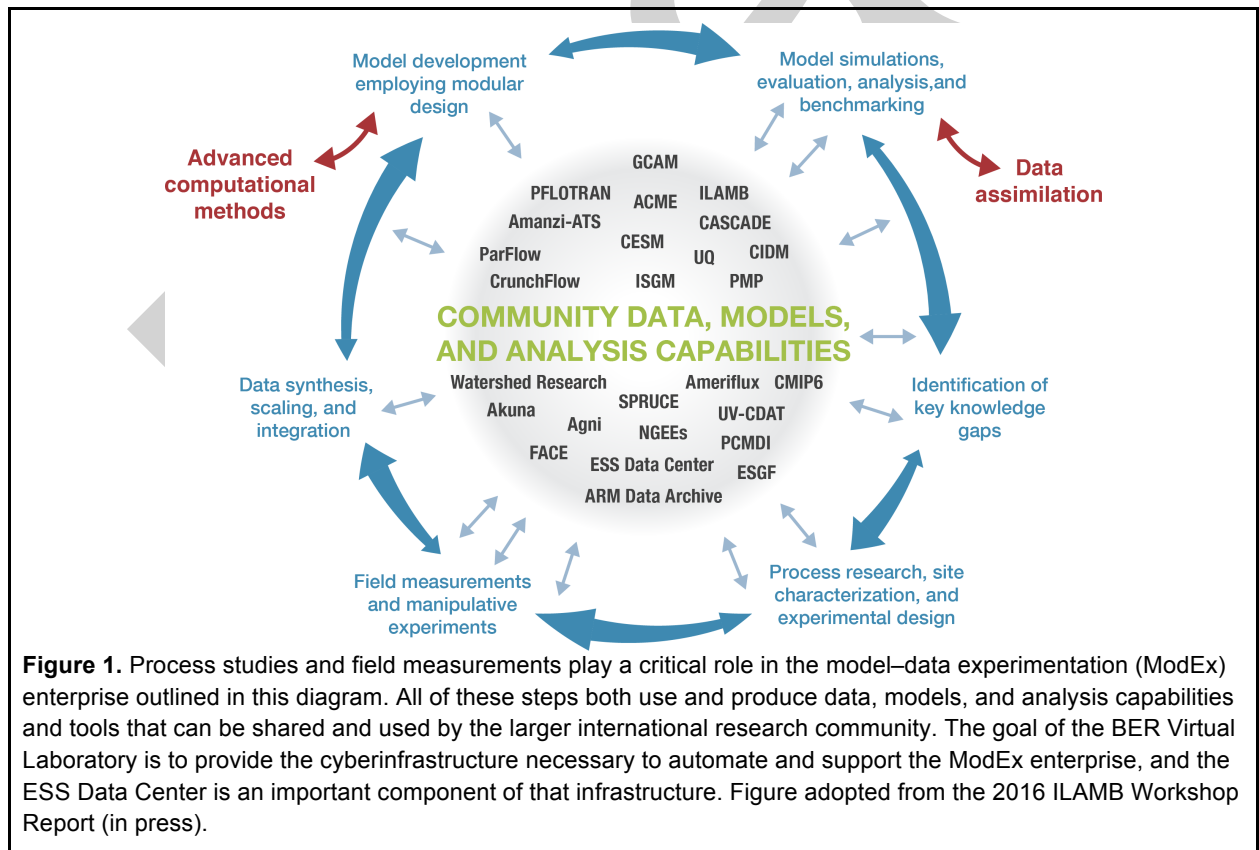 Model development
employing modular
design
Model simulations,
evaluation, analysis,and
benchmarking
Advanced
computational
methods
Data
assimilation
GCAM
PFLOTRAN
ACME
ILAMB
Amanzi-ATS
CASCADE
CESM
ParFlow
UQ
CIDM
CrunchFlow
ISGM
PMP
COMMUNITY DATA, MODELS,
AND ANALYSIS CAPABILITIES
Watershed Research
Ameriflux
CMIP6
SPRUCE
Akuna
UV-CDAT
Agni
NGEEs
PCMDI
FACE
ESS Data Center
ESGF
ARM Data Archive
Data synthesis,
scaling, and
integration
Identification of
key knowledge
gaps
Field measurements
and manipulative
experiments
Process research, site
characterization, and
experimental design
Figure 1. Process studies and field measurements play a critical role in the model–data experimentation (ModEx)
enterprise outlined in this diagram. All of these steps both use and produce data, models, and analysis capabilities
and tools that can be shared and used by the larger international research community. The goal of the BER Virtual
Laboratory is to provide the cyberinfrastructure necessary to automate and support the ModEx enterprise, and the
ESS Data Center is an important component of that infrastructure. Figure adopted from the 2016 ILAMB Workshop
Report (in press).